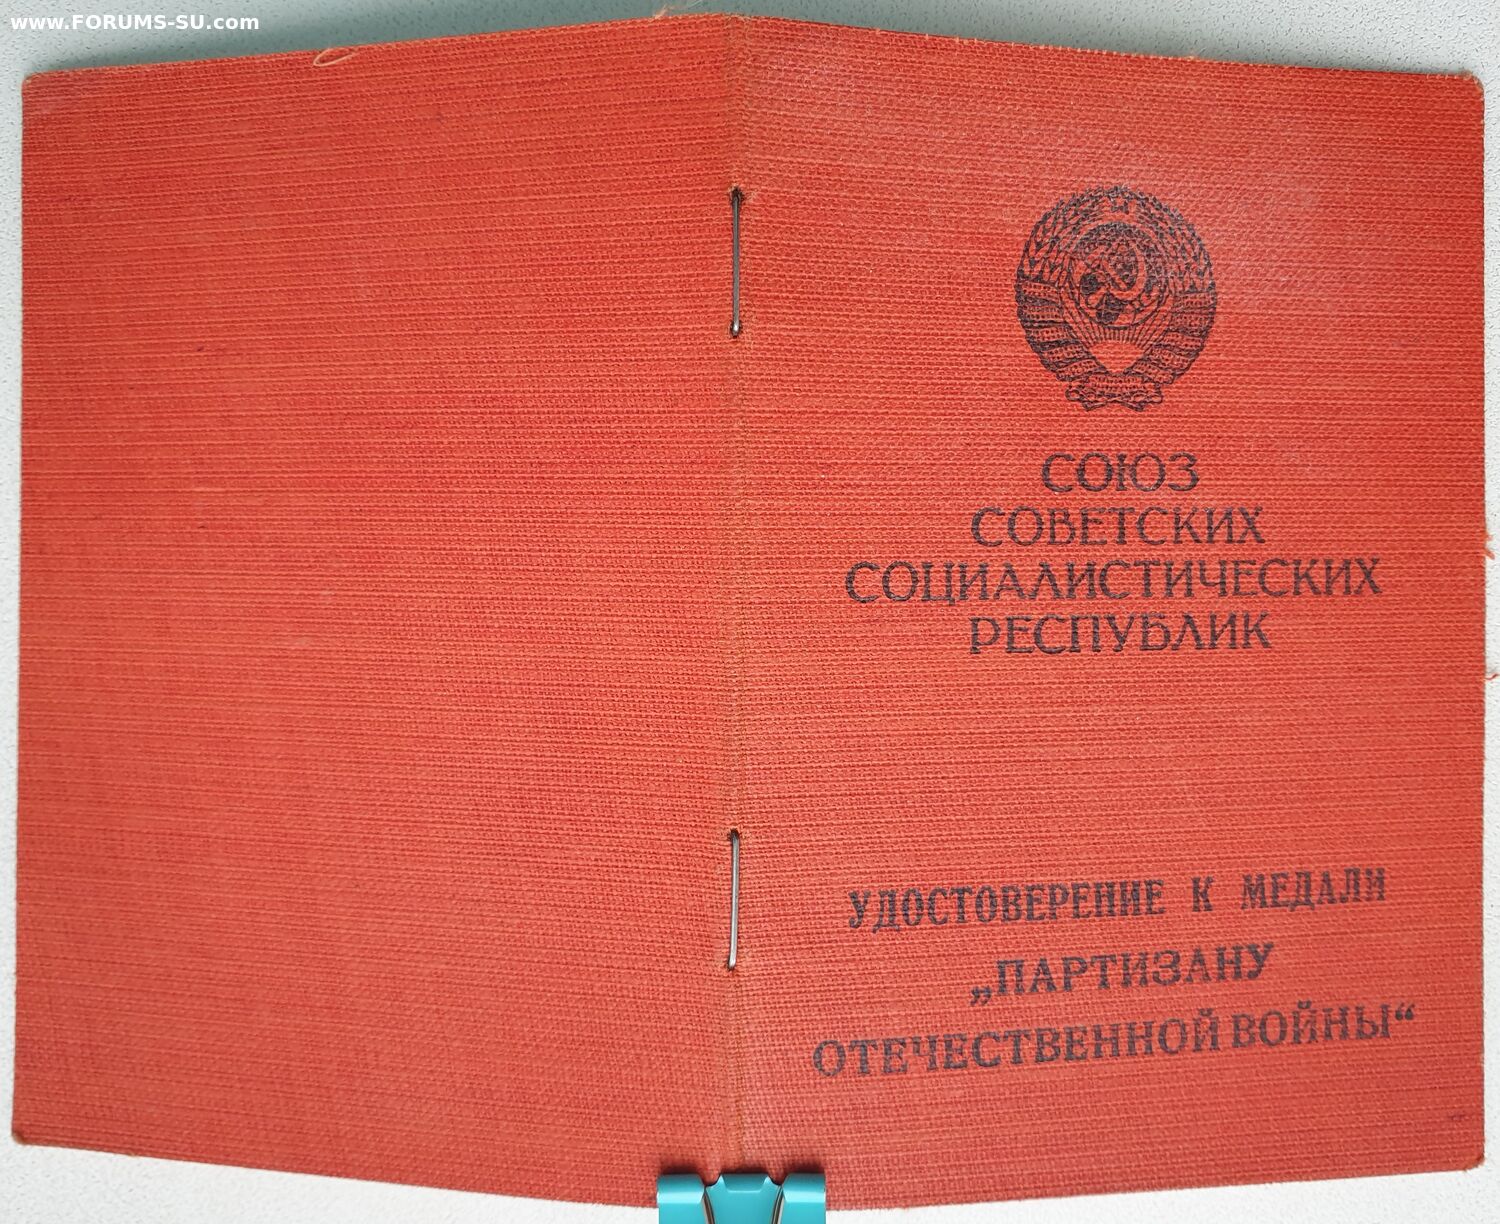 www.FORUMS-SU.com
СОЮЗ
СОВЕТСКИХ
СОЦИАЛИСТИЧЕСКИХ
РЕСПУБЛИК
УДОСТОВЕРЕНИЕ К МЕДАЛИ
„ПАРТИЗАНУ
ОТЕЧЕСТВЕННОЙ ВОЙНЫ“